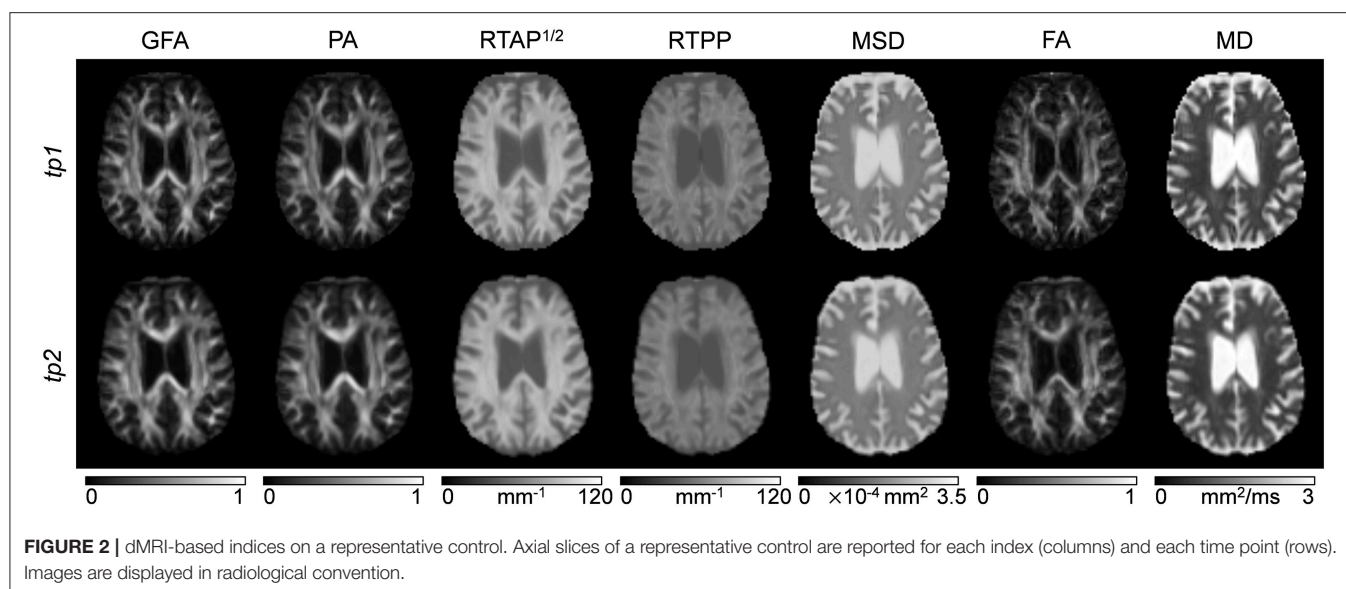 GFA PA RTAP1/2 RTPP MSD FA MD
tp1
tp2
0 1 0 1 0 mm-1 120 0 mm-1 120 0 ×10-4 mm2 3.5 0 1 0 mm2/ms 3
FIGURE 2 | dMRI-based indices on a representative control. Axial slices of a representative control are reported for each index (columns) and each time point (rows).
Images are displayed in radiological convention.